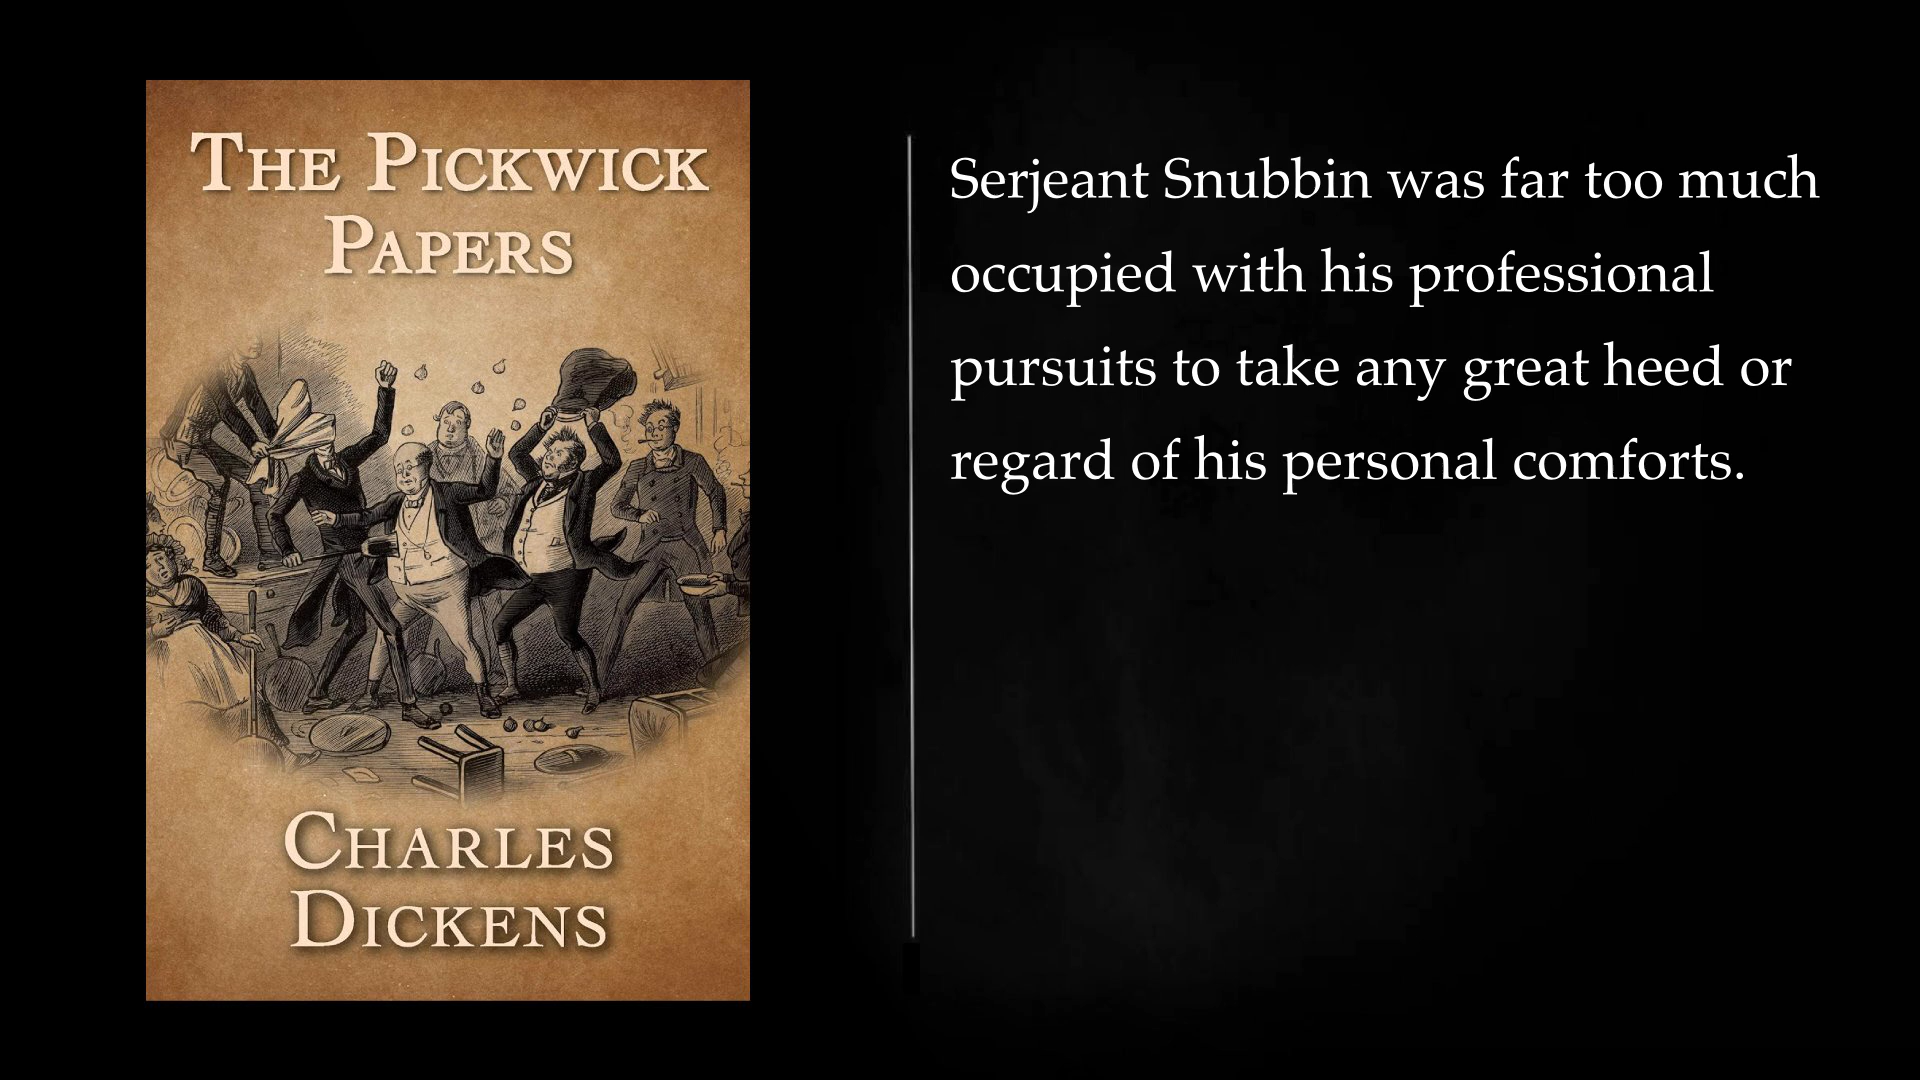 THE PICKWICK
PAPERS
CHARLES
DICKENS
Serjeant Snubbin was far too much
occupied with his professional
pursuits to take any great heed or
regard of his personal comforts.